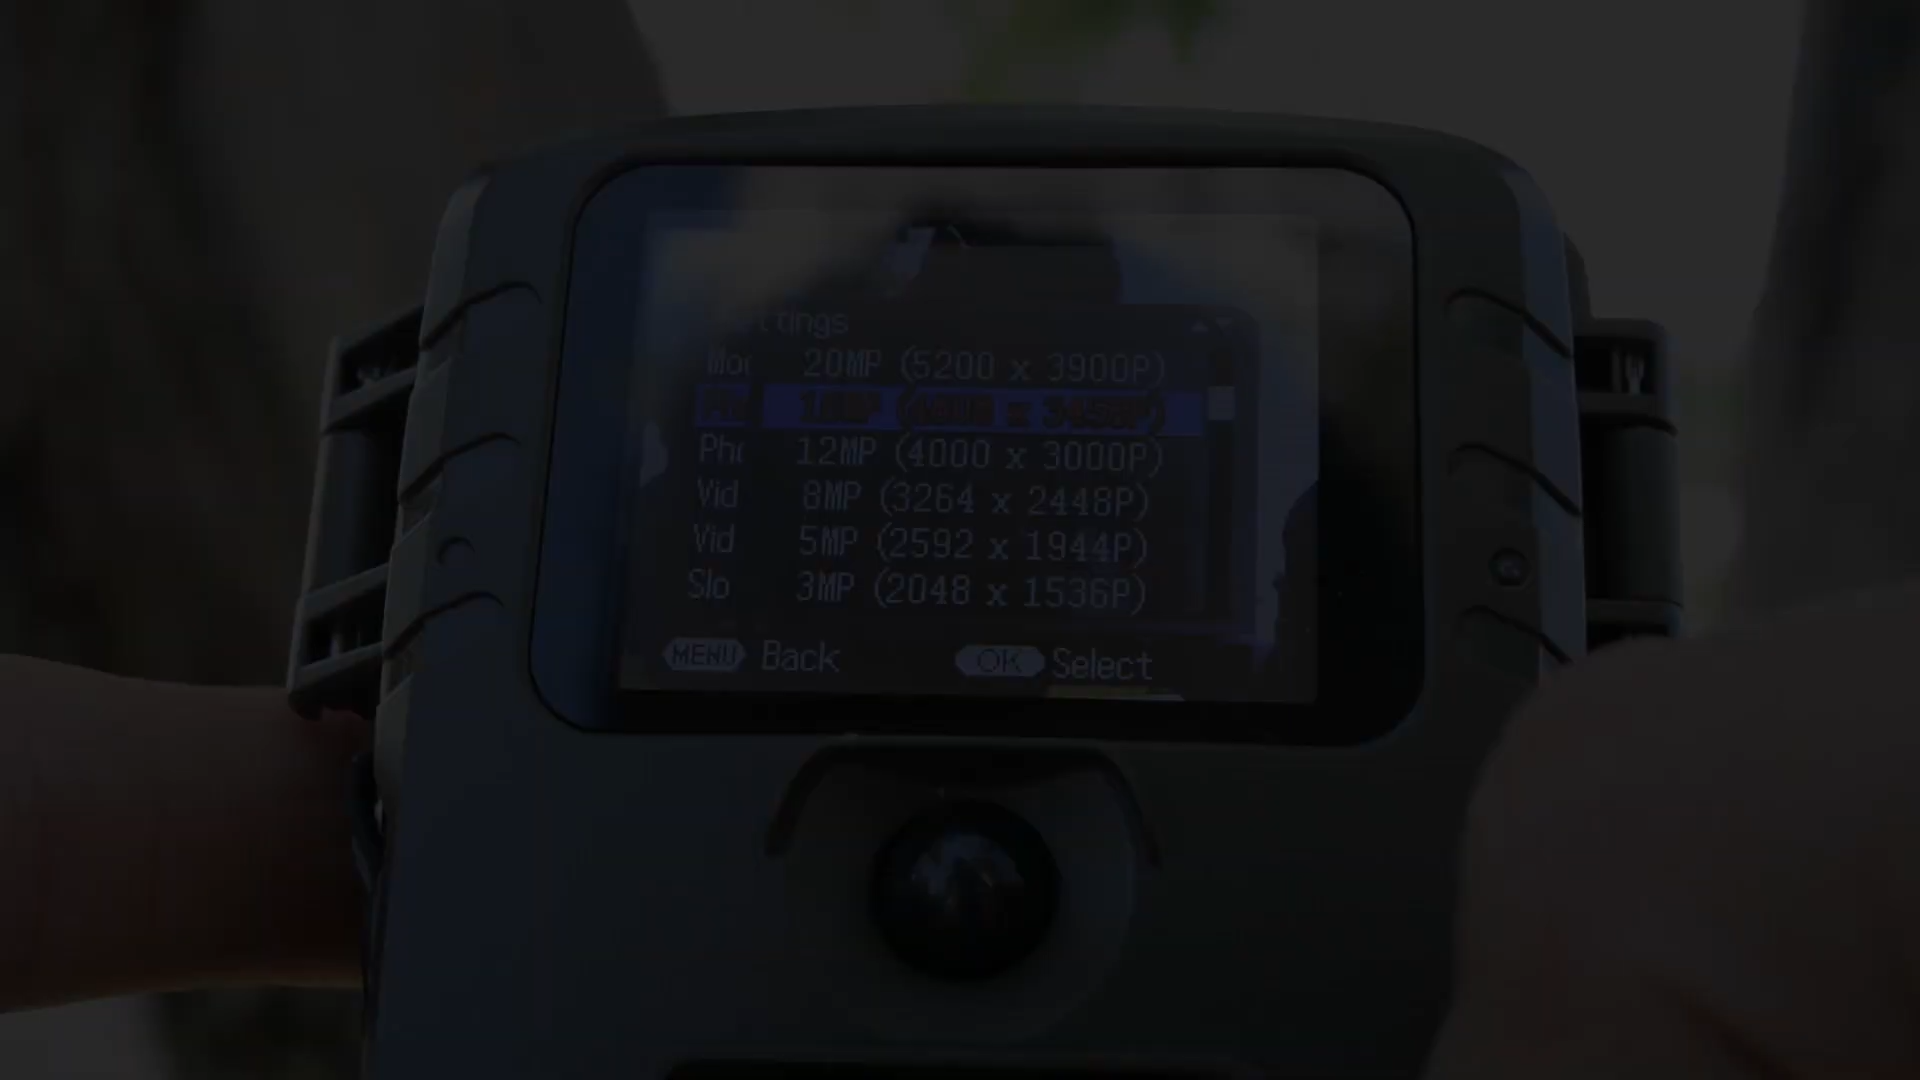 ttings
20MP (5200 x 3900P)
12MP (4000 x 3000P)
Vid 8MP (3264 x 2448P)
Vid 5MP (2592 x 1944P)
Slo 3MP (2048 x 1536P)
MENU Back OK Select